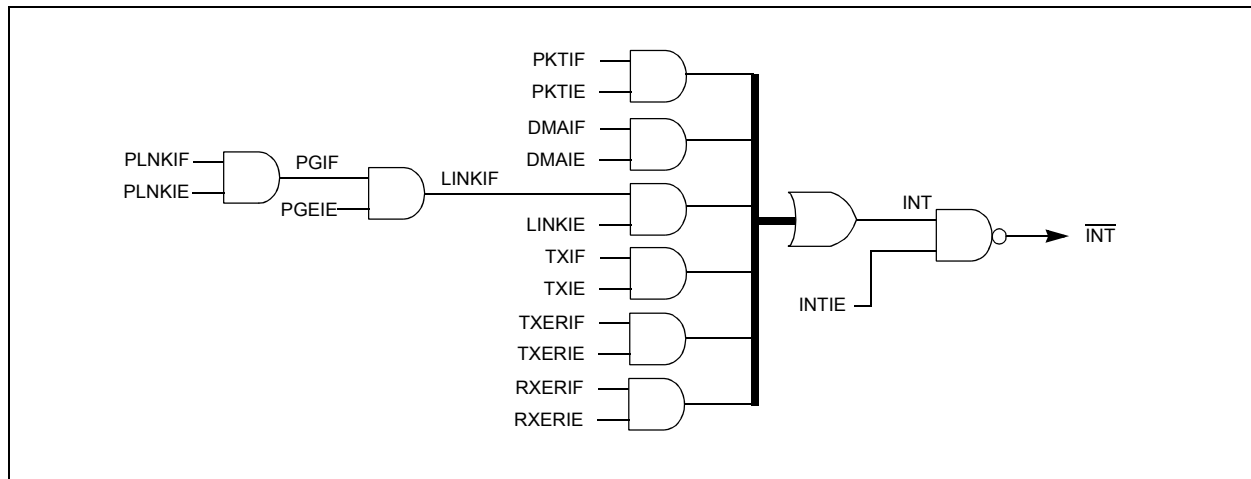 PKTIF
PKTIE
DMAIF
DMAIE
PLNKIF
PGIF
PLNKIE
LINKIF
PGEIE
LINKIE
INT
INT
TXIF
TXIE
INTIE
TXERIF
TXERIE
RXERIF
RXERIE